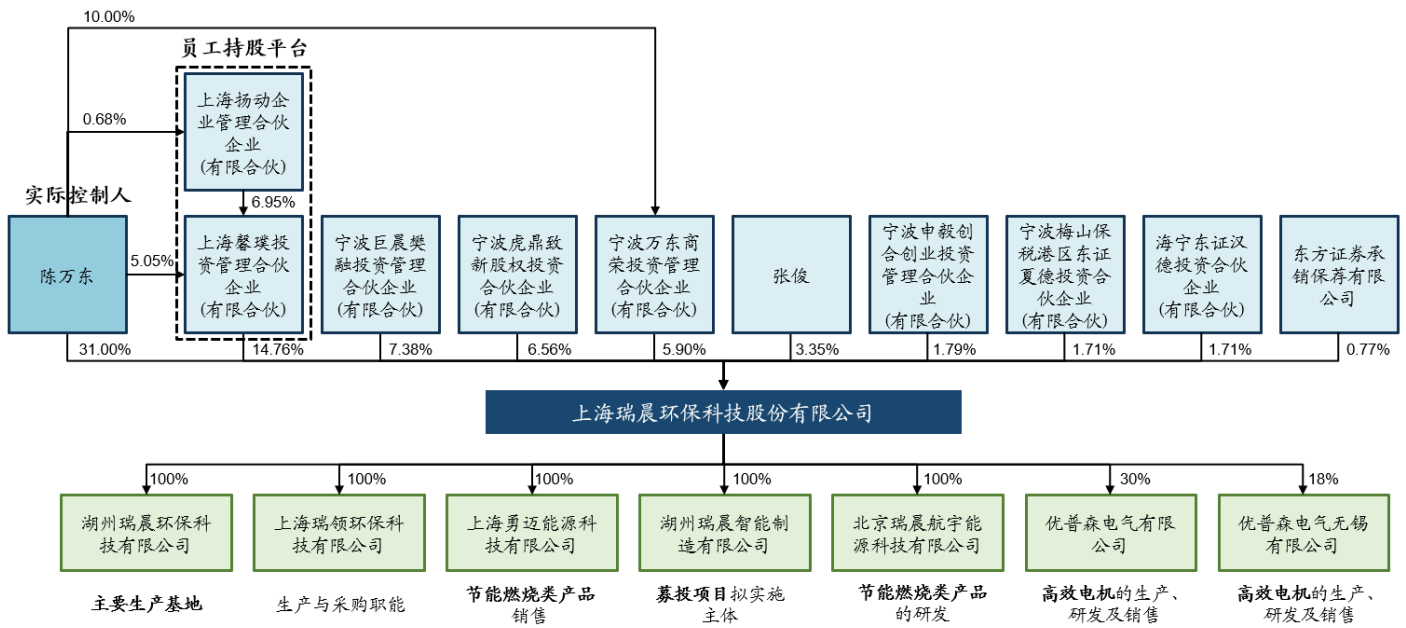 10.00%
员工持股平台
上海扬动企
业管理合伙
企业
(有限合伙)
0.68%
6.95%
实际控制人
陈万东
5.05%
上海馨璞投
资管理合伙
企业
(有限合伙)
宁波巨晨樊
融投资管理
合伙企业
(有限合伙)
宁波虎鼎致
新股权投资
合伙企业
(有限合伙)
宁波万东商
荣投资管理
合伙企业
(有限合伙)
张俊
宁波申毅创
合创业投资
管理合伙企
业
(有限合伙)
宁波梅山保
税港区东证
夏德投资合
伙企业
(有限合伙)
海宁东证汉
德投资合伙
企业
(有限合伙)
东方证券承
销保荐有限
公司
31.00%
14.76%
7.38%
6.56%
5.90%
3.35%
1.79%
1.71%
1.71%
0.77%
上海瑞晨环保科技股份有限公司
100%
100%
100%
100%
100%
30%
18%
湖州瑞晨环保科
技有限公司
上海瑞领环保科
技有限公司
上海勇迈能源科
技有限公司
湖州瑞晨智能制
造有限公司
北京瑞晨航宇能
源科技有限公司
优普森电气有限
公司
优普森电气无锡
有限公司
主要生产基地
生产与采购职能
节能燃烧类产品
销售
募投项目拟实施
主体
节能燃烧类产品
的研发
高效电机的生产、
研发及销售
高效电机的生产、
研发及销售